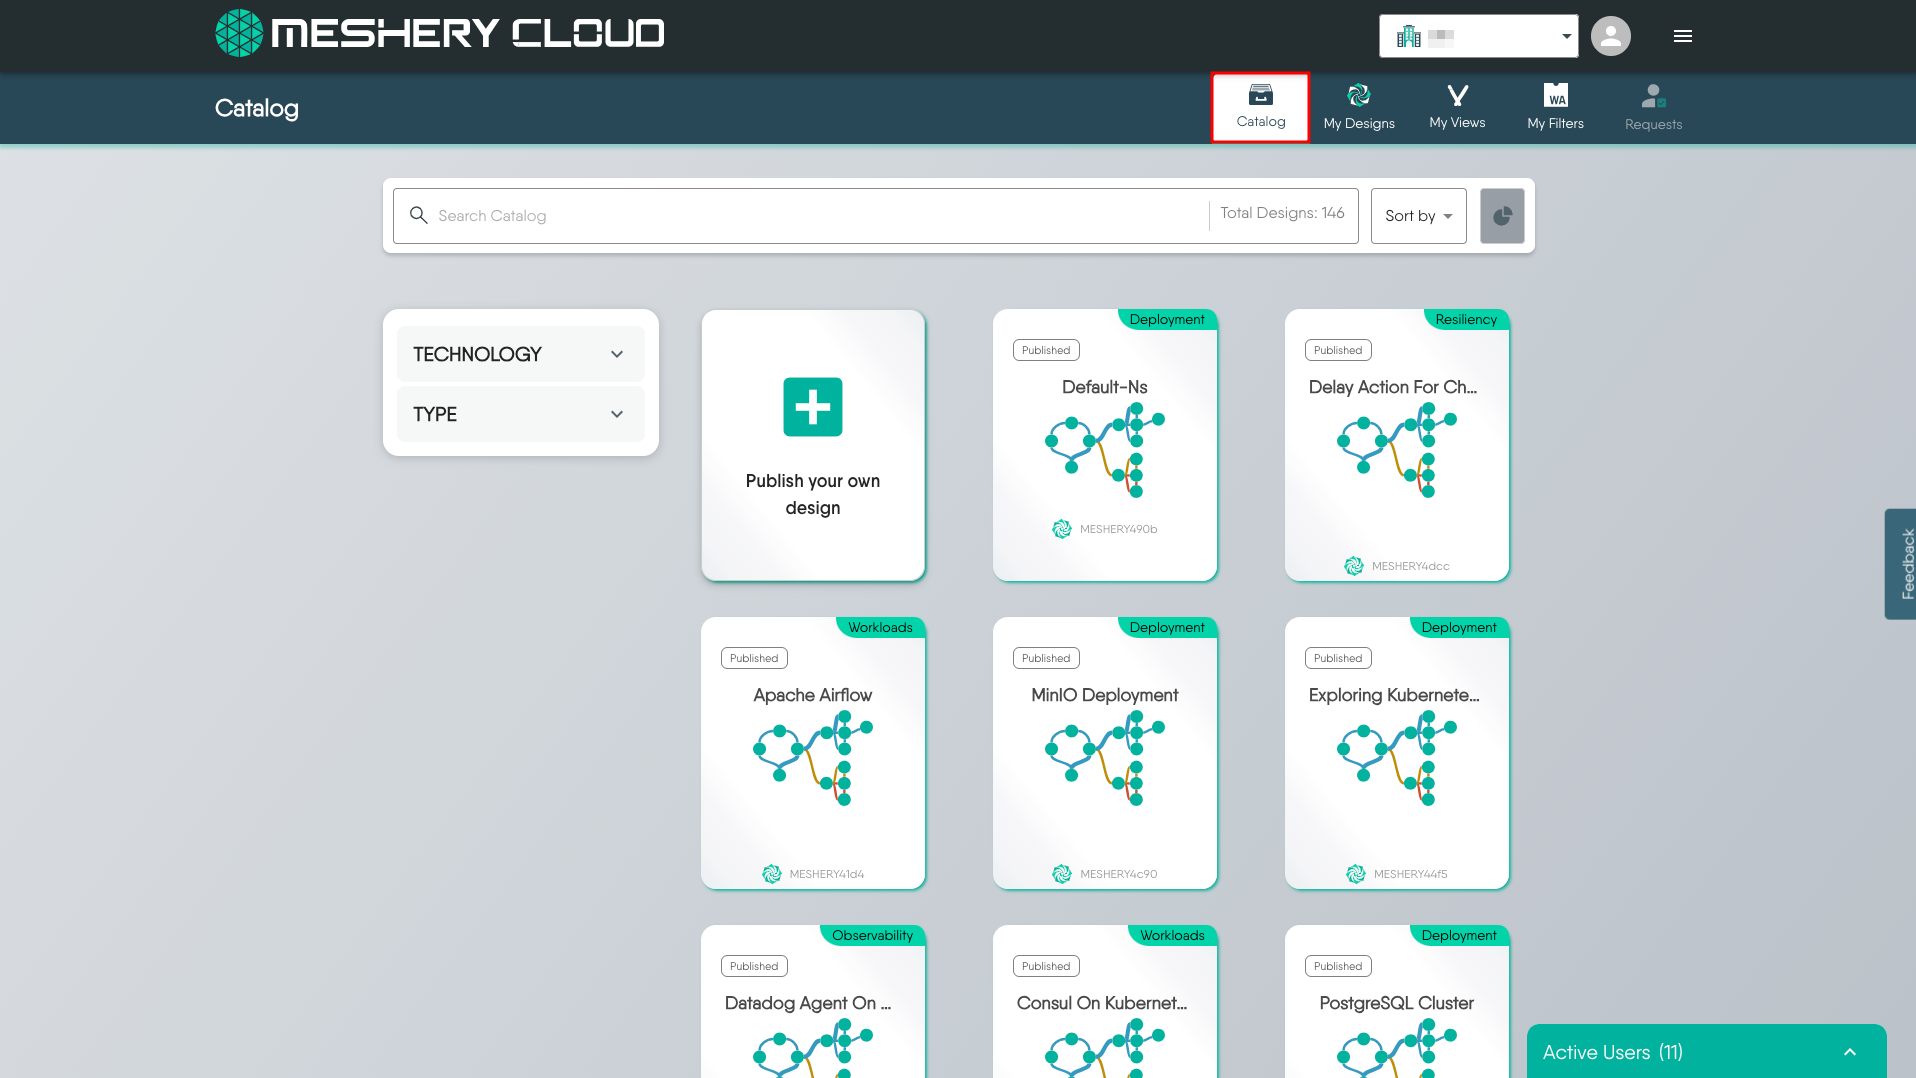 MESHERY CLOUD
Catalog
Catalog
My Designs
My Views
WA
My Filters
Requests
Search Catalog
Total Designs: 146
Sort by
TECHNOLOGY
TYPE
Publish your own
design
Deployment
Published
Default-Ns
MESHERY490b
Resiliency
Published
Delay Action For Ch...
MESHERY4dcc
Workloads
Published
Apache Airflow
MESHERY41d4
Deployment
Published
MinIO Deployment
MESHERY4c90
Deployment
Published
Exploring Kubernete...
MESHERY44f5
Observability
Published
Datadog Agent On ...
Workloads
Published
Consul On Kubernet...
Deployment
Published
PostgreSQL Cluster
Feedback
Active Users (11)